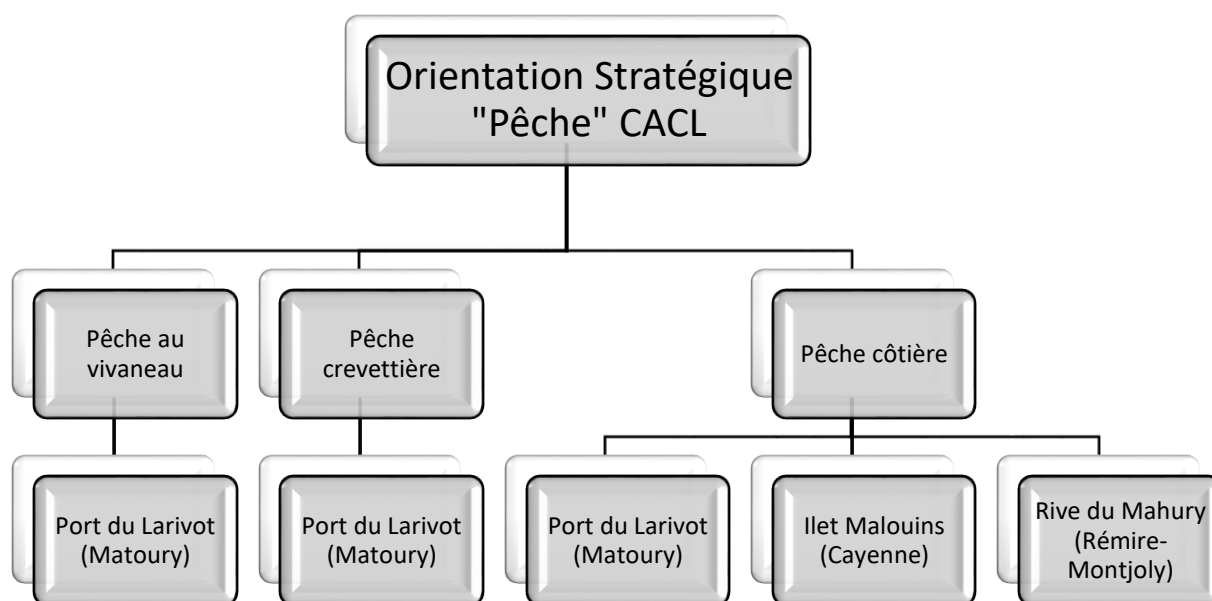 Orientation Stratégique
"Pêche" CACL
Pêche au
vivaneau
Pêche
crevettière
Pêche côtière
Port du Larivot
(Matoury)
Port du Larivot
(Matoury)
Port du Larivot
(Matoury)
Ilet Malouins
(Cayenne)
Rive du Mahury
(Rémire-
Montjoly)